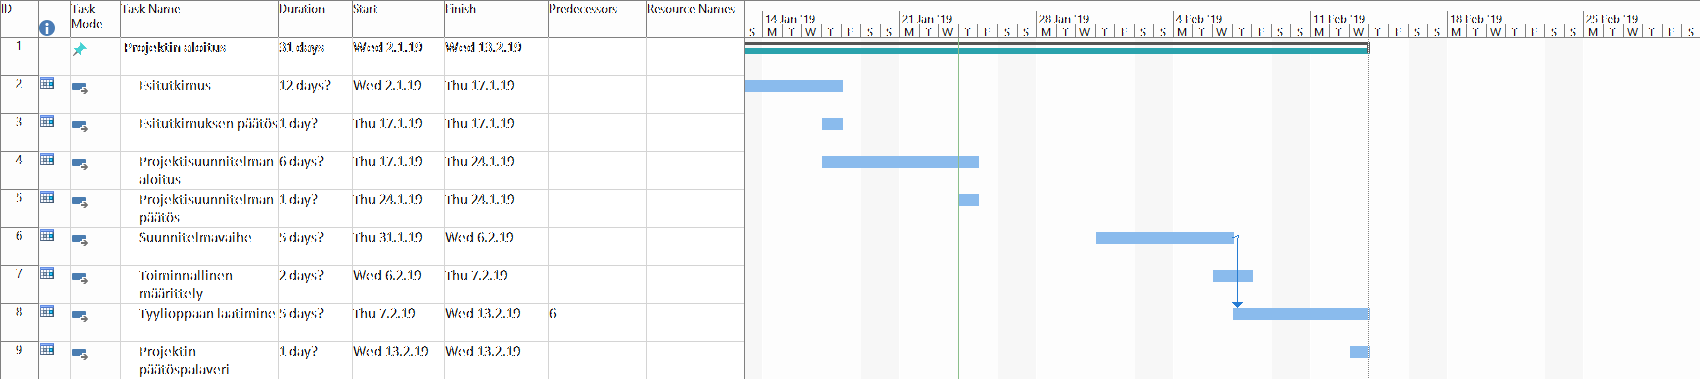 ID Task Mode Task Name Duration Start Finish Predecessors Resource Names
14 Jan '19 21 Jan '19 28 Jan '19 4 Feb '19 11 Feb '19 18 Feb '19 25 Feb '19
S M T W T F S S M T W T F S S M T W T F S S M T W T F S S M T W T F S S M T W T F S S M T W T F S
1 Projektin aloitus 31 days Wed 2.1.19 Wed 13.2.19
2 Esitutkimus 12 days? Wed 2.1.19 Thu 17.1.19
3 Esitutkimuksen päätös 1 day? Thu 17.1.19 Thu 17.1.19
4 Projektisuunnitelman aloitus 6 days? Thu 17.1.19 Thu 24.1.19
5 Projektisuunnitelman päätös 1 day? Thu 24.1.19 Thu 24.1.19
6 Suunnitelmavaihe 5 days? Thu 31.1.19 Wed 6.2.19
7 Toiminnallinen määrittely 2 days? Wed 6.2.19 Thu 7.2.19
8 Tyylioppaan laatimine 5 days? Thu 7.2.19 Wed 13.2.19 6
9 Projektin päätöspalaveri 1 day? Wed 13.2.19 Wed 13.2.19